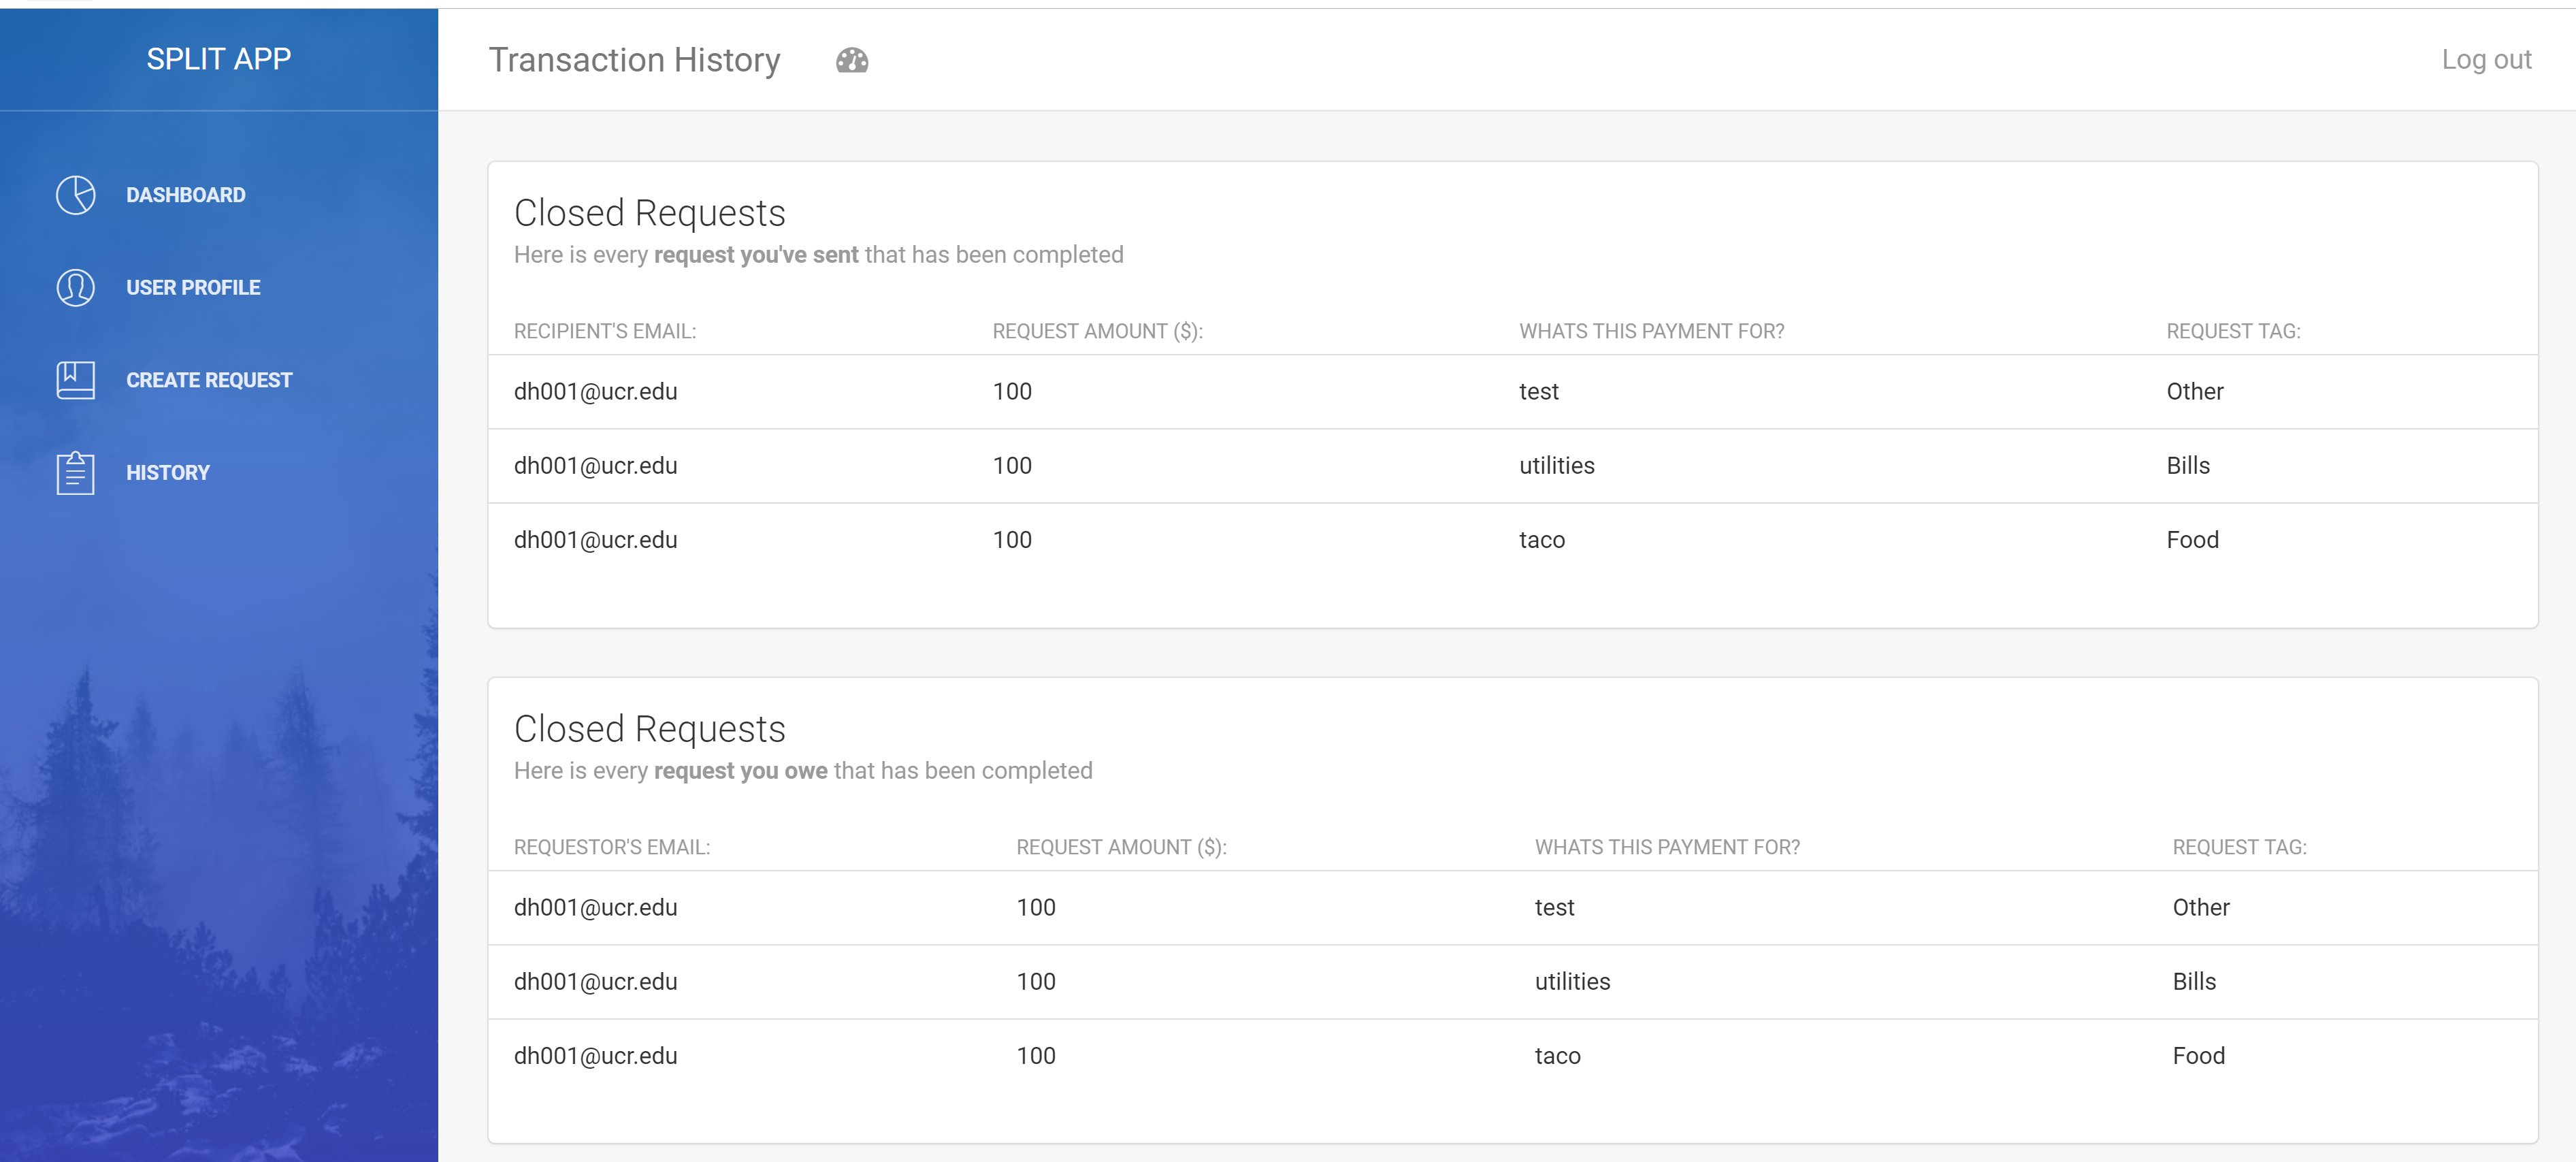 SPLIT APP
Transaction History
Log out
DASHBOARD
USER PROFILE
CREATE REQUEST
HISTORY
Closed Requests
Here is every request you've sent that has been completed
RECIPIENT'S EMAIL: REQUEST AMOUNT ($): WHATS THIS PAYMENT FOR? REQUEST TAG:
dh001@ucr.edu 100 test Other
dh001@ucr.edu 100 utilities Bills
dh001@ucr.edu 100 taco Food
Closed Requests
Here is every request you owe that has been completed
REQUESTOR'S EMAIL: REQUEST AMOUNT ($): WHATS THIS PAYMENT FOR? REQUEST TAG:
dh001@ucr.edu 100 test Other
dh001@ucr.edu 100 utilities Bills
dh001@ucr.edu 100 taco Food